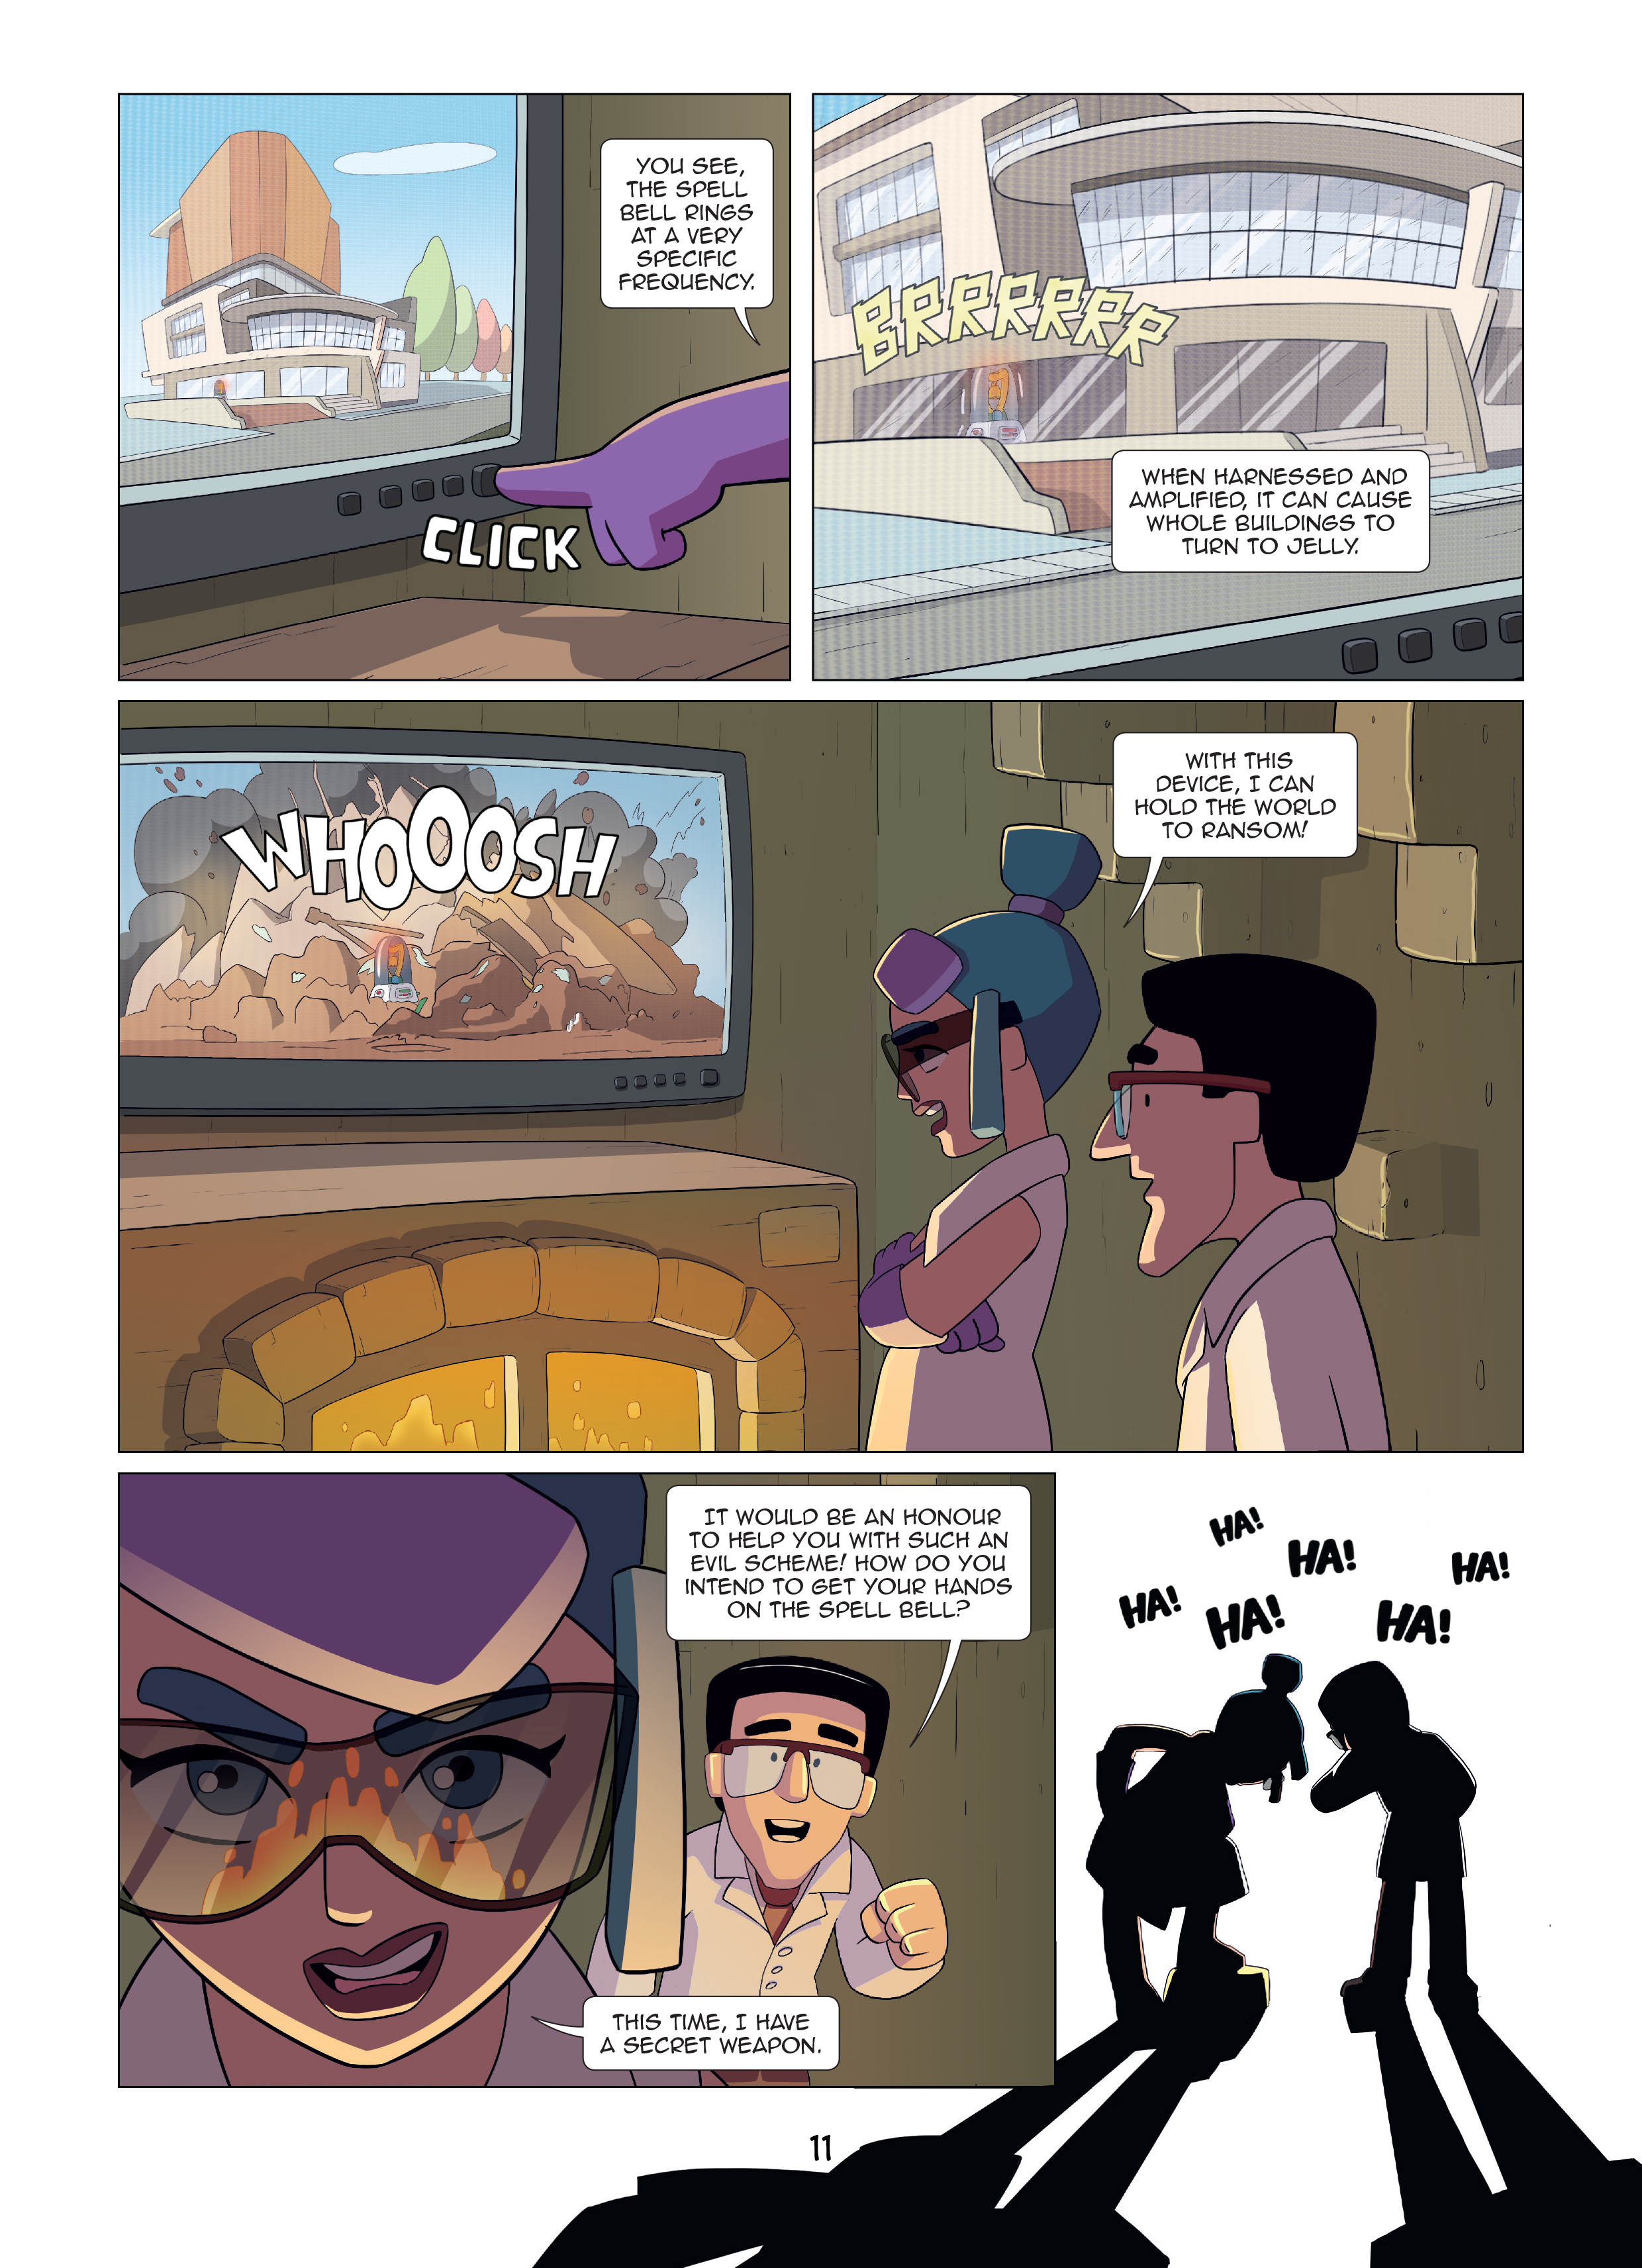 YOU SEE,
THE SPELL
BELL RINGS
AT A VERY
SPECIFIC
FREQUENCY.
CLICK
BRRRRRR
WHEN HARNESSED AND
AMPLIFIED, IT CAN CAUSE
WHOLE BUILDINGS TO
TURN TO JELLY.
WHOOOOSH
WITH THIS
DEVICE, I CAN
HOLD THE WORLD
TO RANSOM!
IT WOULD BE AN HONOUR
TO HELP YOU WITH SUCH AN
EVIL SCHEME! HOW DO YOU
INTEND TO GET YOUR HANDS
ON THE SPELL BELL?
THIS TIME, I HAVE
A SECRET WEAPON.
HA!
HA!
HA!
HA!
HA!
HA!
11